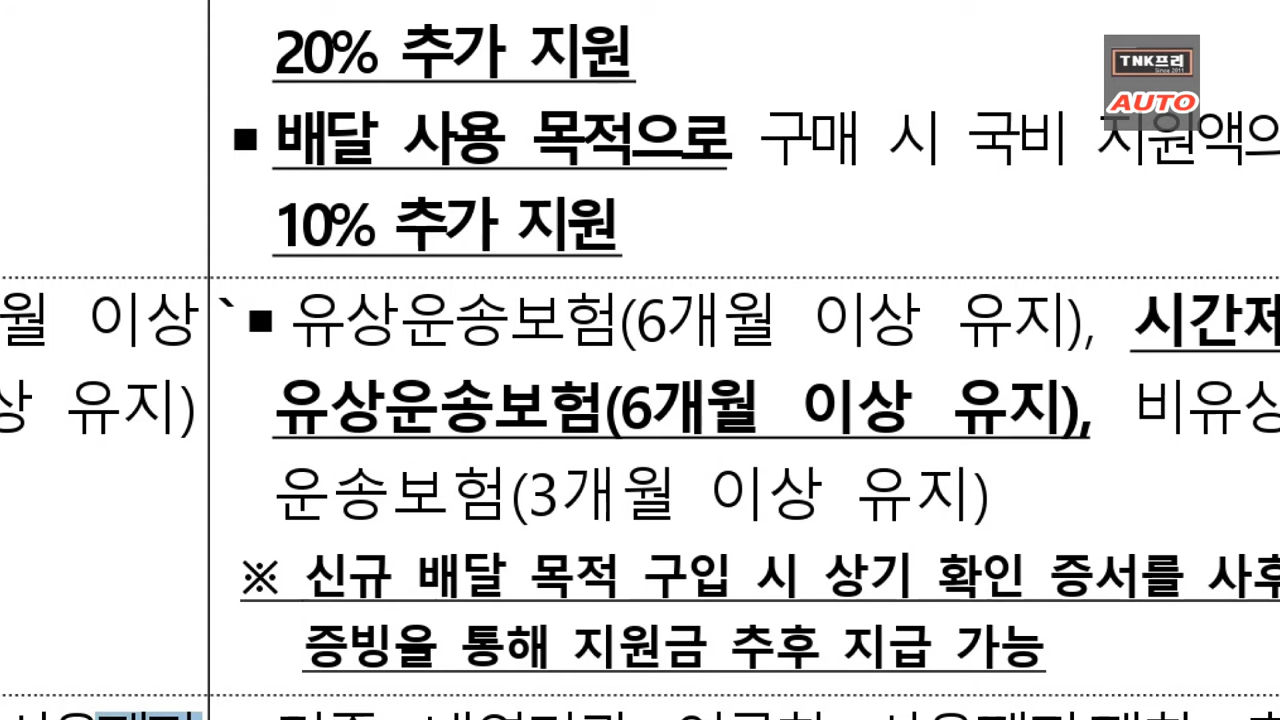 20% 추가 지원
TNK프리
Since 2011
AUTO
■ 배달 사용 목적으로 구매 시 국비 지원액의
10% 추가 지원
월 이상
` ■ 유상운송보험(6개월 이상 유지), 시간제
상 유지)
유상운송보험(6개월 이상 유지), 비유상
운송보험(3개월 이상 유지)
※ 신규 배달 목적 구입 시 상기 확인 증서를 사후
증빙을 통해 지원금 추후 지급 가능